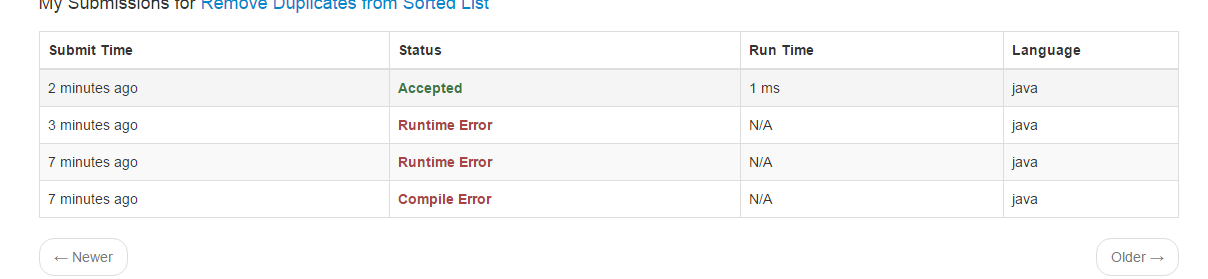 My Submissions for Remove Duplicates from Sorted List
Submit Time Status Run Time Language
2 minutes ago Accepted 1 ms java
3 minutes ago Runtime Error N/A java
7 minutes ago Runtime Error N/A java
7 minutes ago Compile Error N/A java
← Newer Older →